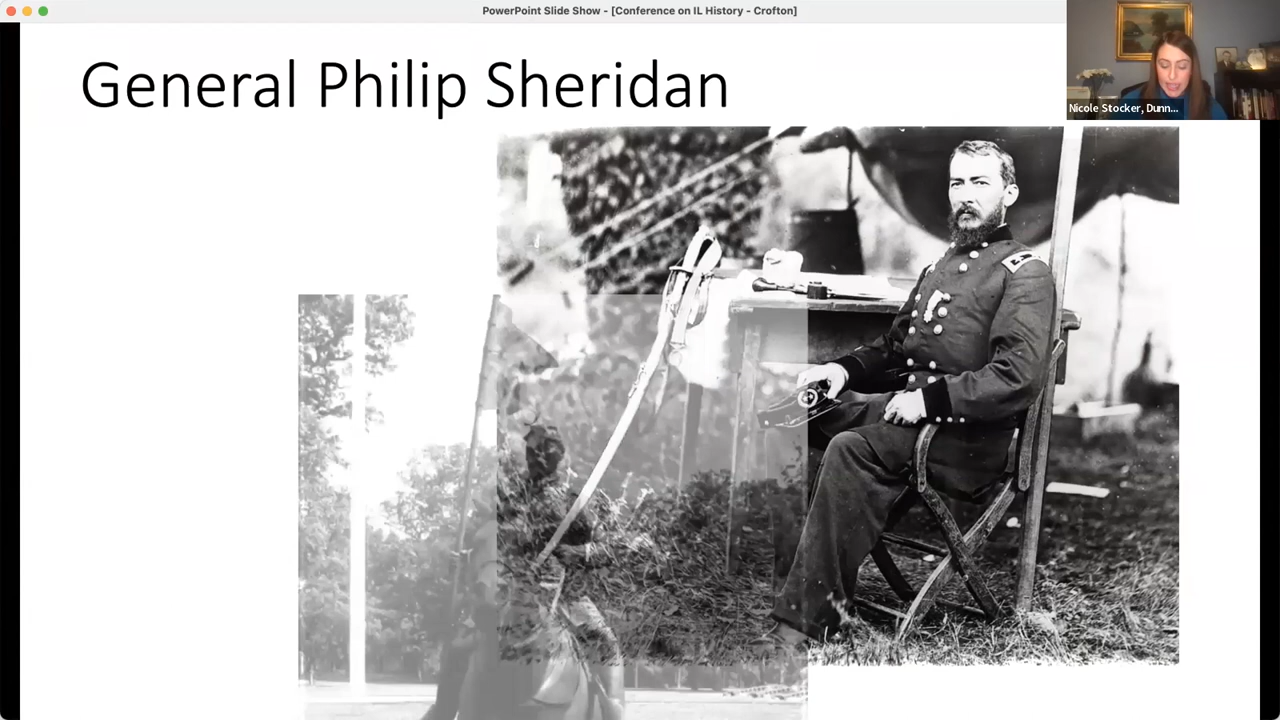 PowerPoint Slide Show - [Conference on IL History - Crofton]
General Philip Sheridan
Nicole Stocker, Dunn...